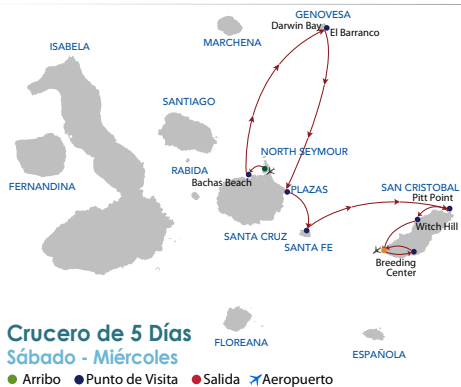 GENOVESA
Darwin Bay
El Barranco
MARCHENA
ISABELA
SANTIAGO
NORTH SEYMOUR
RABIDA
Bachas Beach
FERNANDINA
PLAZAS
SAN CRISTOBAL
Pitt Point
Witch Hill
SANTA CRUZ
SANTA FE
Breeding
Center
FLOREANA
ESPAÑOLA
Crucero de 5 Días
Sábado - Miércoles
Arribo Punto de Visita Salida Aeropuerto